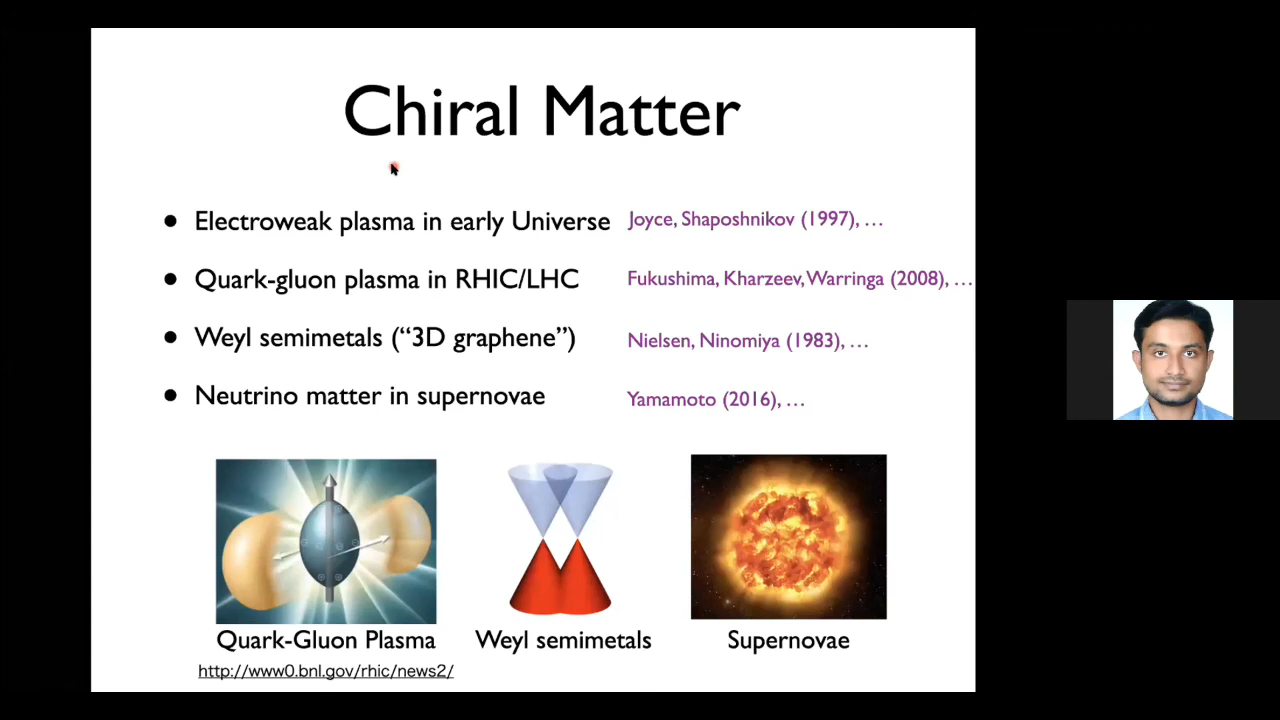 Chiral Matter
• Electroweak plasma in early Universe Joyce, Shaposhnikov (1997), …
• Quark-gluon plasma in RHIC/LHC Fukushima, Kharzeev, Warringa (2008), …
• Weyl semimetals (“3D graphene”) Nielsen, Ninomiya (1983), …
• Neutrino matter in supernovae Yamamoto (2016), …
Quark-Gluon Plasma Weyl semimetals Supernovae
http://www0.bnl.gov/rhic/news2/